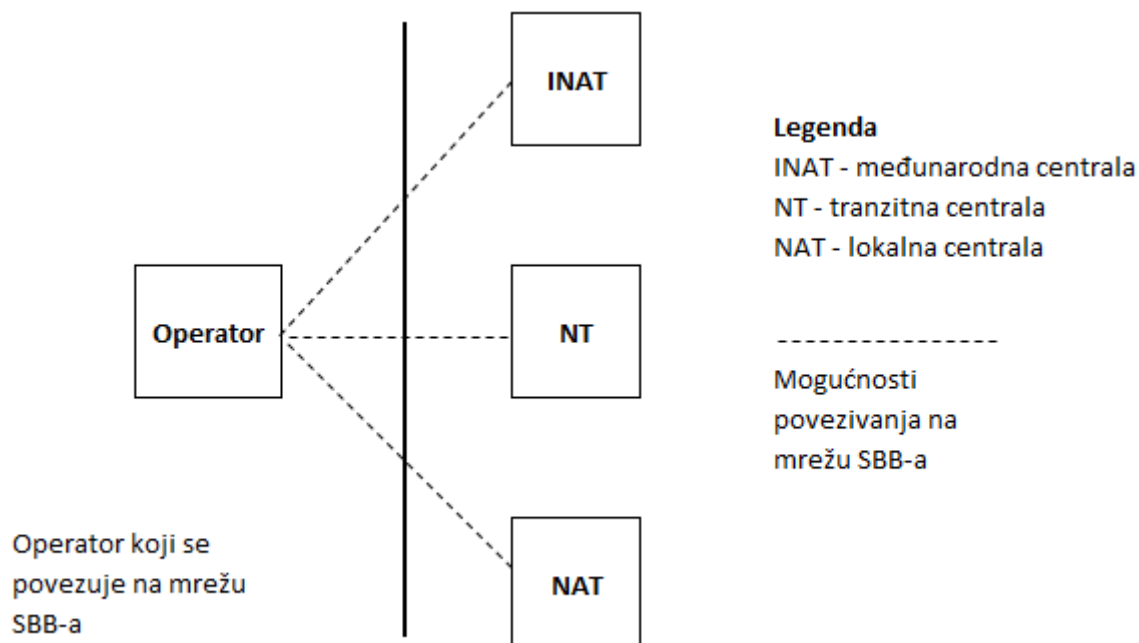 INAT
Legenda
INAT - međunarodna centrala
NT - tranzitna centrala
NAT - lokalna centrala
Operator
NT
Mogućnosti
povezivanja na
mrežu SBB-a
Operator koji se
povezuje na mrežu
SBB-a
NAT